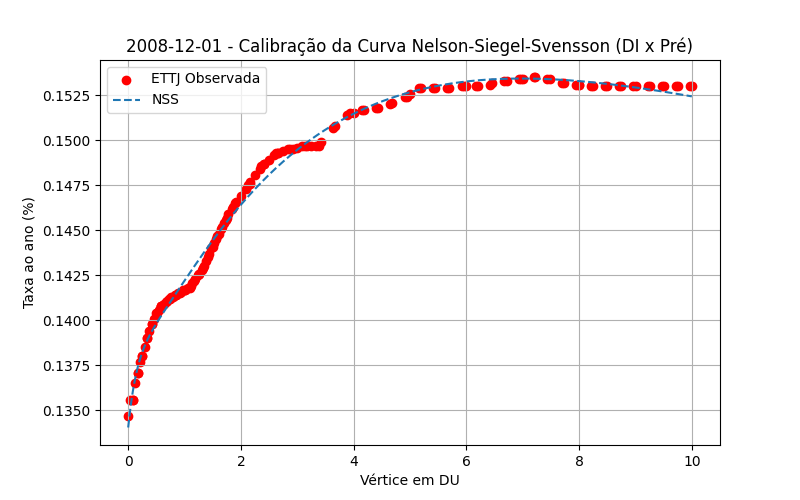 2008-12-01 - Calibração da Curva Nelson-Siegel-Svensson (DI x Pré)
ETTJ Observada
NSS
Taxa ao ano (%)
0.1525
0.1500
0.1475
0.1450
0.1425
0.1400
0.1375
0.1350
0 2 4 6 8 10
Vértice em DU